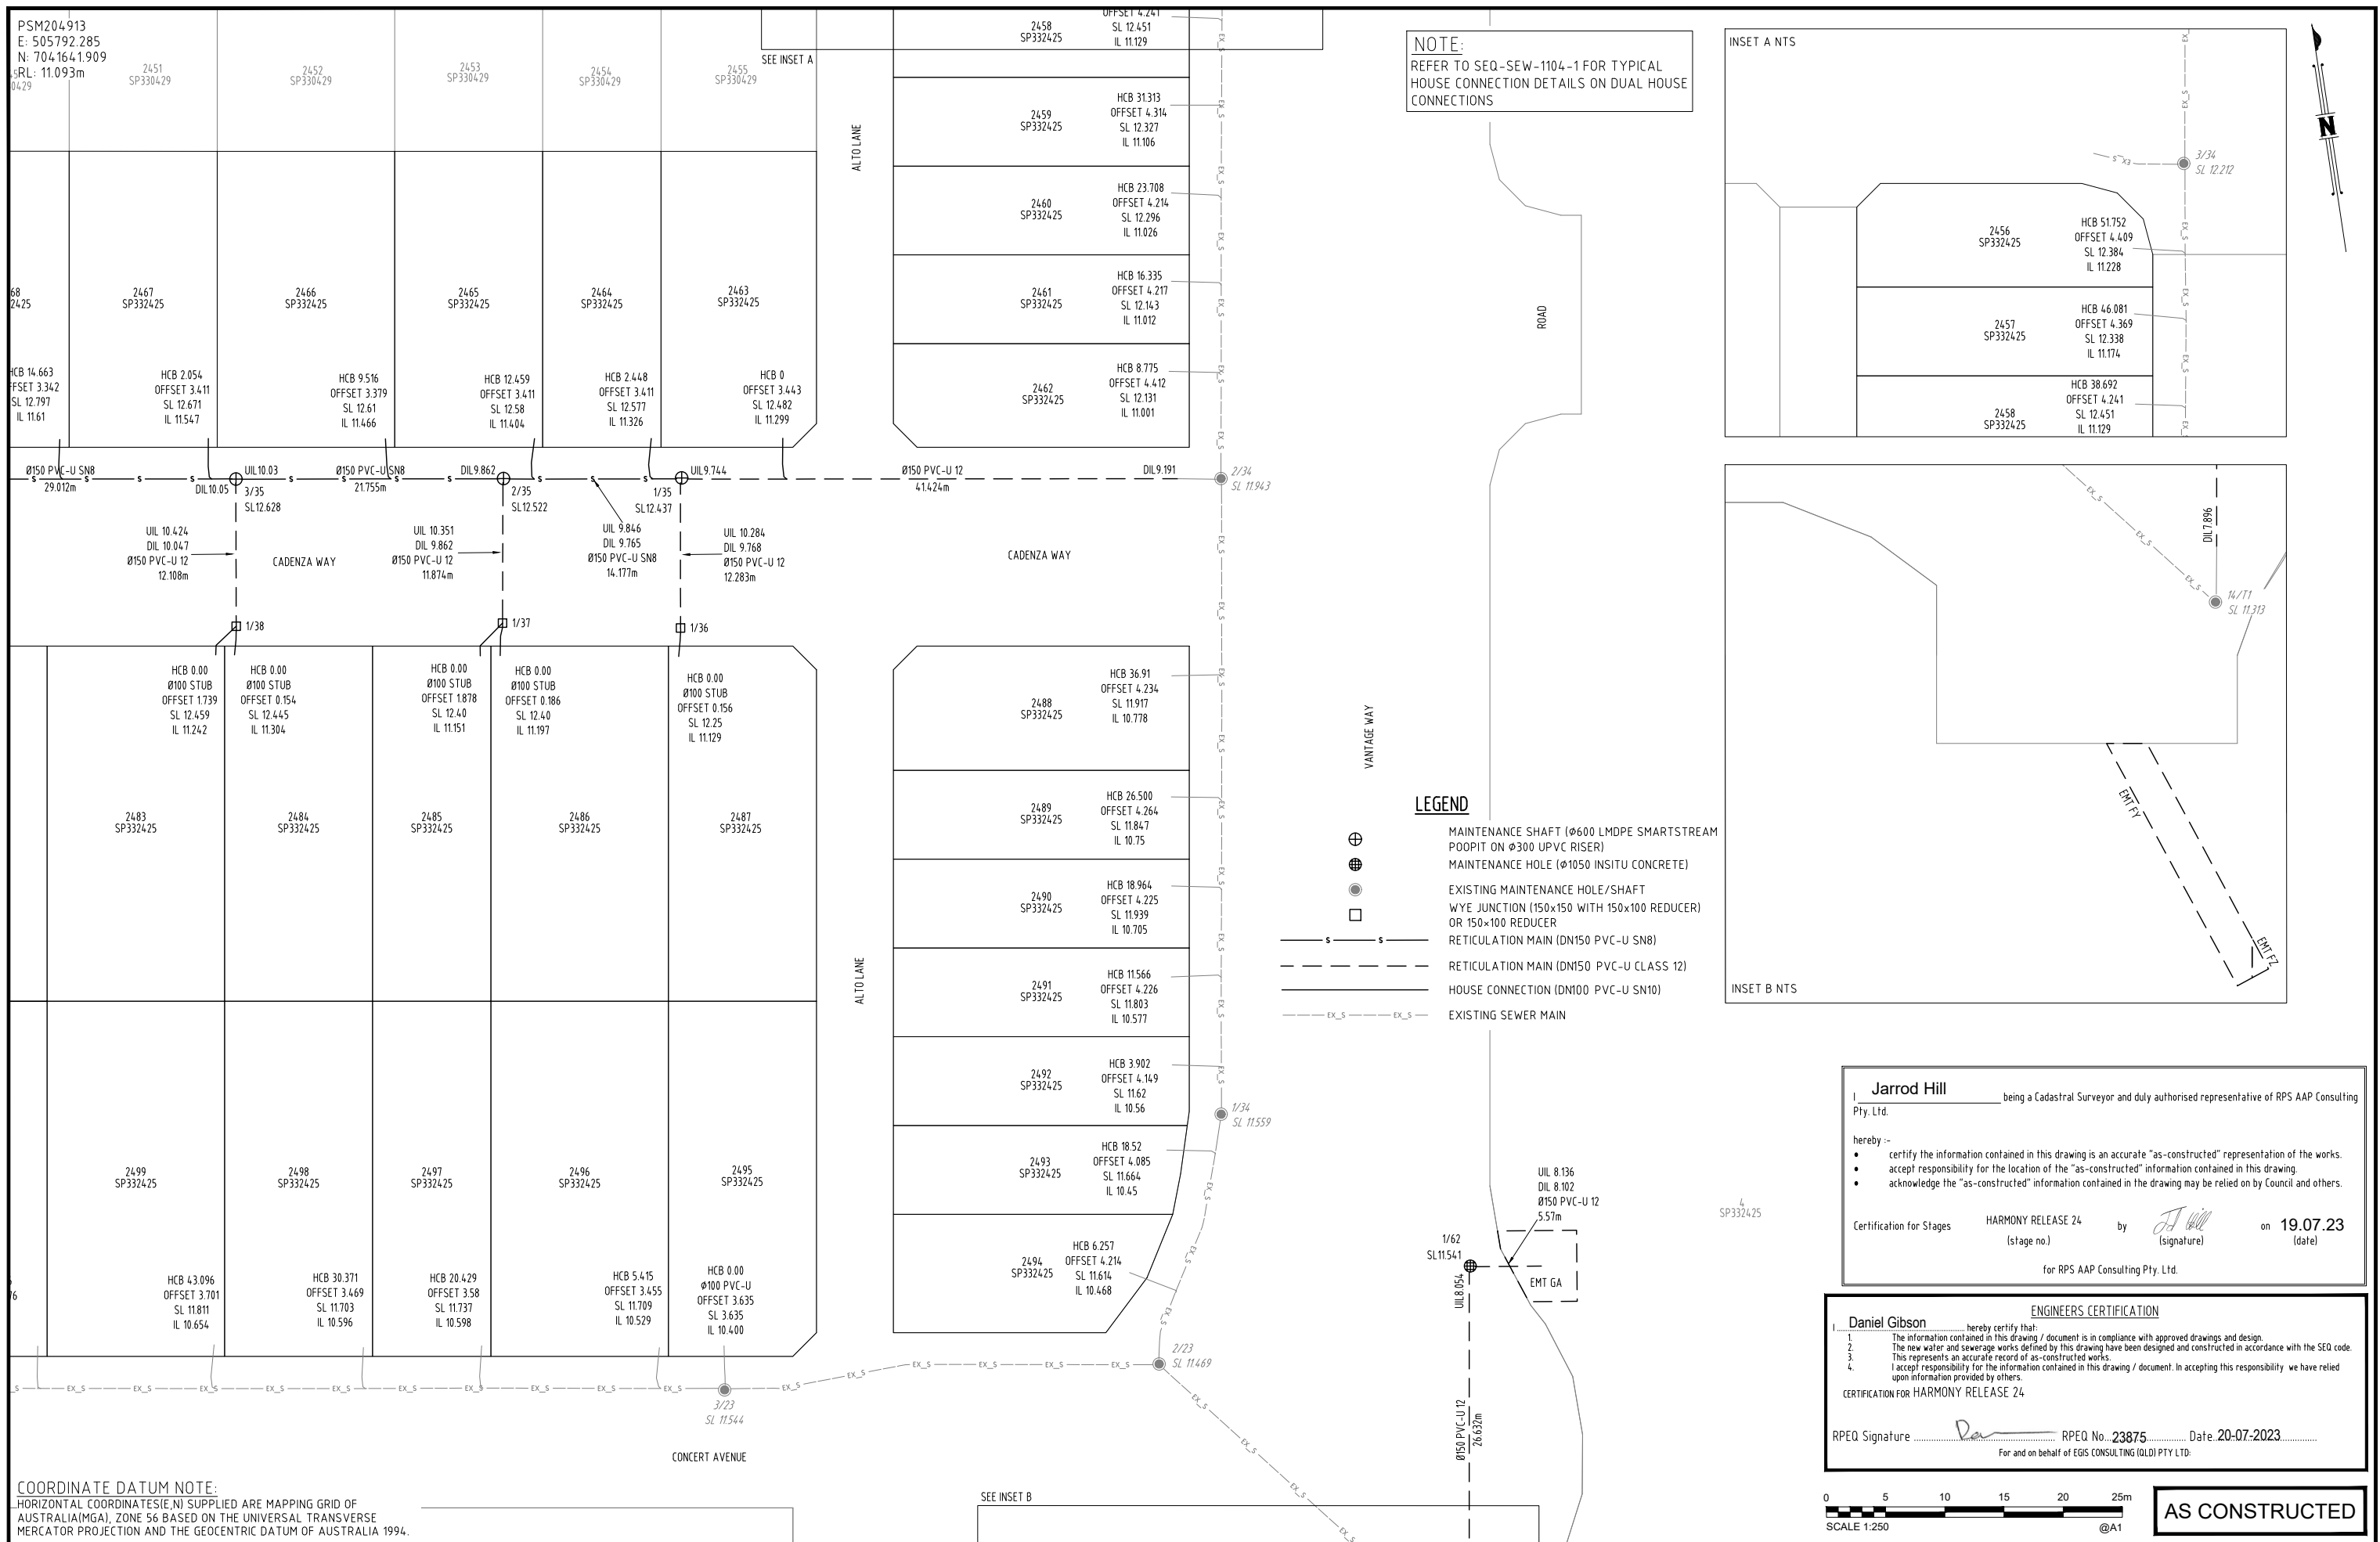 PSM204913
E: 505792.285
N: 7041641.909
RL: 11.093m
0429
2451
SP330429
2452
SP330429
2453
SP330429
2454
SP330429
2455
SP330429
SEE INSET A
ALTO LANE
2458
SP332425
OFFSET 4.241
SL 12.451
IL 11.129
2459
SP332425
HCB 31.313
OFFSET 4.314
SL 12.327
IL 11.106
2460
SP332425
HCB 23.708
OFFSET 4.214
SL 12.296
IL 11.026
2461
SP332425
HCB 16.335
OFFSET 4.217
SL 12.143
IL 11.012
2462
SP332425
HCB 8.775
OFFSET 4.412
SL 12.131
IL 11.001
NOTE:
REFER TO SEQ-SEW-1104-1 FOR TYPICAL
HOUSE CONNECTION DETAILS ON DUAL HOUSE
CONNECTIONS
ROAD
INSET A NTS
3/34
SL 12.212
2456
SP332425
HCB 51.752
OFFSET 4.409
SL 12.384
IL 11.228
2457
SP332425
HCB 46.081
OFFSET 4.369
SL 12.338
IL 11.174
2458
SP332425
HCB 38.692
OFFSET 4.241
SL 12.451
IL 11.129
N
68
2425
2467
SP332425
2466
SP332425
2465
SP332425
2464
SP332425
2463
SP332425
HCB 14.663
FFSET 3.342
SL 12.797
IL 11.61
HCB 2.054
OFFSET 3.411
SL 12.671
IL 11.547
HCB 9.516
OFFSET 3.379
SL 12.61
IL 11.466
HCB 12.459
OFFSET 3.411
SL 12.58
IL 11.404
HCB 2.448
OFFSET 3.411
SL 12.577
IL 11.326
HCB 0
OFFSET 3.443
SL 12.482
IL 11.299
Ø150 PVC-U SN8
29.012m
DIL10.05
UIL10.03
3/35
SL12.628
Ø150 PVC-U SN8
21.755m
DIL9.862
2/35
SL12.522
UIL9.744
1/35
SL12.437
Ø150 PVC-U 12
41.424m
DIL9.191
2/34
SL 11.943
UIL 10.424
DIL 10.047
Ø150 PVC-U 12
12.108m
CADENZA WAY
UIL 10.351
DIL 9.862
Ø150 PVC-U 12
11.874m
UIL 9.846
DIL 9.765
Ø150 PVC-U SN8
14.177m
UIL 10.284
DIL 9.768
Ø150 PVC-U 12
12.283m
CADENZA WAY
1/38
1/37
1/36
HCB 0.00
Ø100 STUB
OFFSET 1.739
SL 12.459
IL 11.242
HCB 0.00
Ø100 STUB
OFFSET 0.154
SL 12.445
IL 11.304
HCB 0.00
Ø100 STUB
OFFSET 1.878
SL 12.40
IL 11.151
HCB 0.00
Ø100 STUB
OFFSET 0.186
SL 12.40
IL 11.197
HCB 0.00
Ø100 STUB
OFFSET 0.156
SL 12.25
IL 11.129
2483
SP332425
2484
SP332425
2485
SP332425
2486
SP332425
2487
SP332425
ALTO LANE
2488
SP332425
HCB 36.91
OFFSET 4.234
SL 11.917
IL 10.778
2489
SP332425
HCB 26.500
OFFSET 4.264
SL 11.847
IL 10.75
2490
SP332425
HCB 18.964
OFFSET 4.225
SL 11.939
IL 10.705
2491
SP332425
HCB 11.566
OFFSET 4.226
SL 11.803
IL 10.577
2492
SP332425
HCB 3.902
OFFSET 4.149
SL 11.62
IL 10.56
1/34
SL 11.559
2493
SP332425
HCB 18.52
OFFSET 4.085
SL 11.664
IL 10.45
2494
SP332425
HCB 6.257
OFFSET 4.214
SL 11.614
IL 10.468
2/23
SL 11.469
VANTAGE WAY
LEGEND
MAINTENANCE SHAFT (Ø600 LMDPE SMARTSTREAM
POOPIT ON Ø300 UPVC RISER)
MAINTENANCE HOLE (Ø1050 INSITU CONCRETE)
EXISTING MAINTENANCE HOLE/SHAFT
WYE JUNCTION (150x150 WITH 150x100 REDUCER)
OR 150x100 REDUCER
S S RETICULATION MAIN (DN150 PVC-U SN8)
RETICULATION MAIN (DN150 PVC-U CLASS 12)
HOUSE CONNECTION (DN100 PVC-U SN10)
EX_S EX_S EXISTING SEWER MAIN
DIL7.896
14/T1
SL 11.313
EMT FY
EMT FZ
INSET B NTS
2499
SP332425
2498
SP332425
2497
SP332425
2496
SP332425
2495
SP332425
76
HCB 43.096
OFFSET 3.701
SL 11.811
IL 10.654
HCB 30.371
OFFSET 3.469
SL 11.703
IL 10.596
HCB 20.429
OFFSET 3.58
SL 11.737
IL 10.598
HCB 5.415
OFFSET 3.455
SL 11.709
IL 10.529
HCB 0.00
Ø100 PVC-U
OFFSET 3.635
SL 3.635
IL 10.400
3/23
SL 11.544
CONCERT AVENUE
UIL 8.136
DIL 8.102
Ø150 PVC-U 12
5.57m
1/62
SL11.541
UIL8.054
EMT GA
Ø150 PVC-U 12
26.632m
4
SP332425
SEE INSET B
COORDINATE DATUM NOTE:
HORIZONTAL COORDINATES(E,N) SUPPLIED ARE MAPPING GRID OF
AUSTRALIA(MGA), ZONE 56 BASED ON THE UNIVERSAL TRANSVERSE
MERCATOR PROJECTION AND THE GEOCENTRIC DATUM OF AUSTRALIA 1994.
I Jarrod Hill being a Cadastral Surveyor and duly authorised representative of RPS AAP Consulting
Pty. Ltd.
hereby :-
• certify the information contained in this drawing is an accurate "as-constructed" representation of the works.
• accept responsibility for the location of the "as-constructed" information contained in this drawing.
• acknowledge the "as-constructed" information contained in the drawing may be relied on by Council and others.
Certification for Stages HARMONY RELEASE 24 by on 19.07.23
(stage no.) (signature) (date)
for RPS AAP Consulting Pty. Ltd.
ENGINEERS CERTIFICATION
I Daniel Gibson hereby certify that:
1. The information contained in this drawing / document is in compliance with approved drawings and design.
2. The new water and sewerage works defined by this drawing have been designed and constructed in accordance with the SEQ code.
3. This represents an accurate record of as-constructed works.
4. I accept responsibility for the information contained in this drawing / document. In accepting this responsibility we have relied
upon information provided by others.
CERTIFICATION FOR HARMONY RELEASE 24
RPEQ Signature RPEQ No. 23875 Date 20-07-2023
For and on behalf of EGIS CONSULTING (QLD) PTY LTD:
0 5 10 15 20 25m
SCALE 1:250 @A1
AS CONSTRUCTED